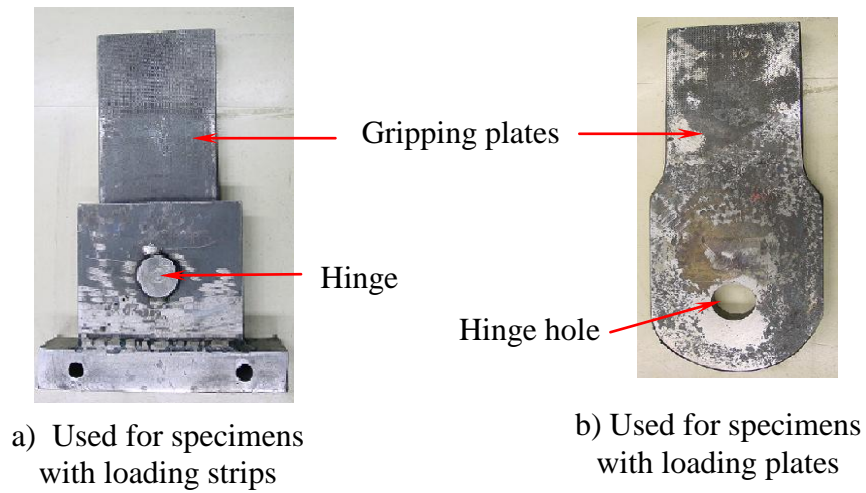 Gripping plates
Hinge
Hinge hole
a) Used for specimens
with loading strips
b) Used for specimens
with loading plates